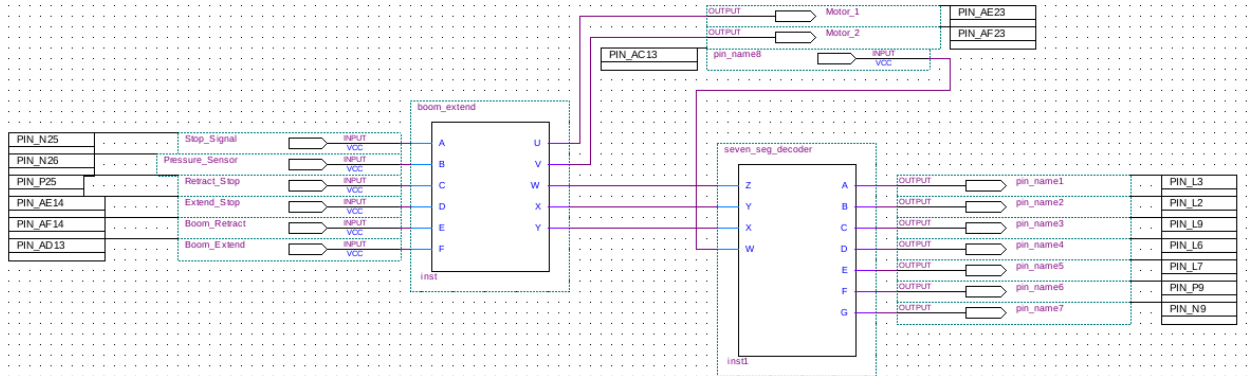 OUTPUT Motor_1 PIN_AE23
OUTPUT Motor_2 PIN_AF23
PIN_AC13 pin_name8 INPUT
VCC
boom_extend
PIN_N25 Stop_Signal INPUT A U
VCC
PIN_N26 Pressure_Sensor INPUT B V
VCC
PIN_P25 Retract_Stop INPUT C W
VCC
PIN_AE14 Extend_Stop INPUT D X
VCC
PIN_AF14 Boom_Retract INPUT E Y
VCC
PIN_AD13 Boom_Extend INPUT F
VCC
inst
seven_seg_decoder
Z A OUTPUT pin_name1 PIN_L3
Y B OUTPUT pin_name2 PIN_L2
X C OUTPUT pin_name3 PIN_L9
W D OUTPUT pin_name4 PIN_L6
E OUTPUT pin_name5 PIN_L7
F OUTPUT pin_name6 PIN_P9
G OUTPUT pin_name7 PIN_N9
inst1